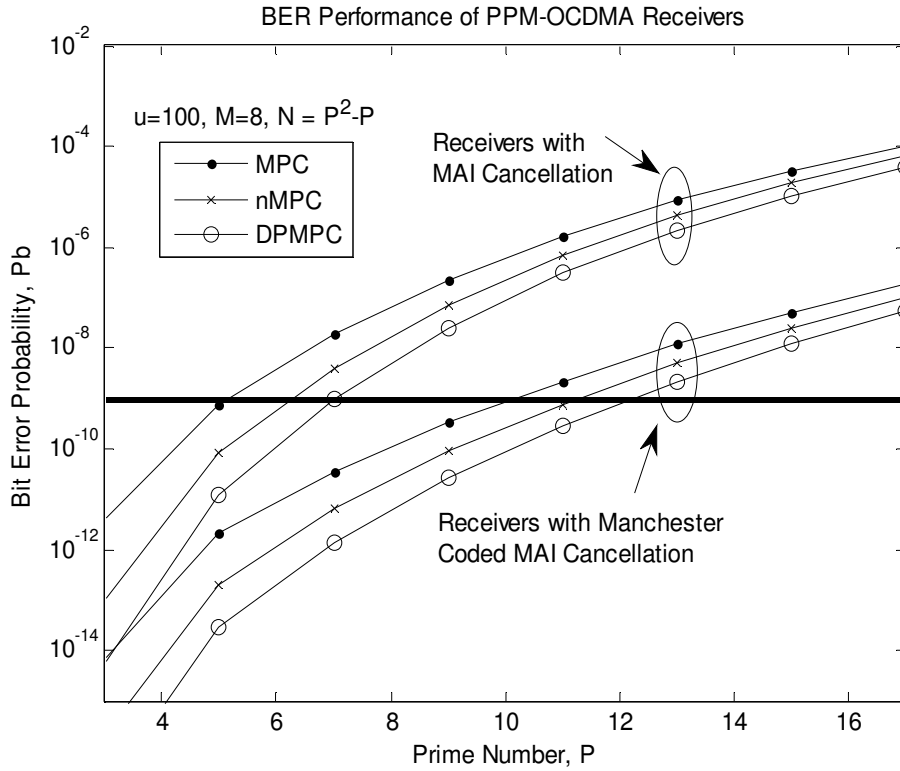 BER Performance of PPM-OCDMA Receivers
10^-2
10^-4
10^-6
10^-8
10^-10
10^-12
10^-14
Bit Error Probability, Pb
u=100, M=8, N = P^2-P
MPC
nMPC
DPMPC
Receivers with
MAI Cancellation
Receivers with Manchester
Coded MAI Cancellation
4 6 8 10 12 14 16
Prime Number, P